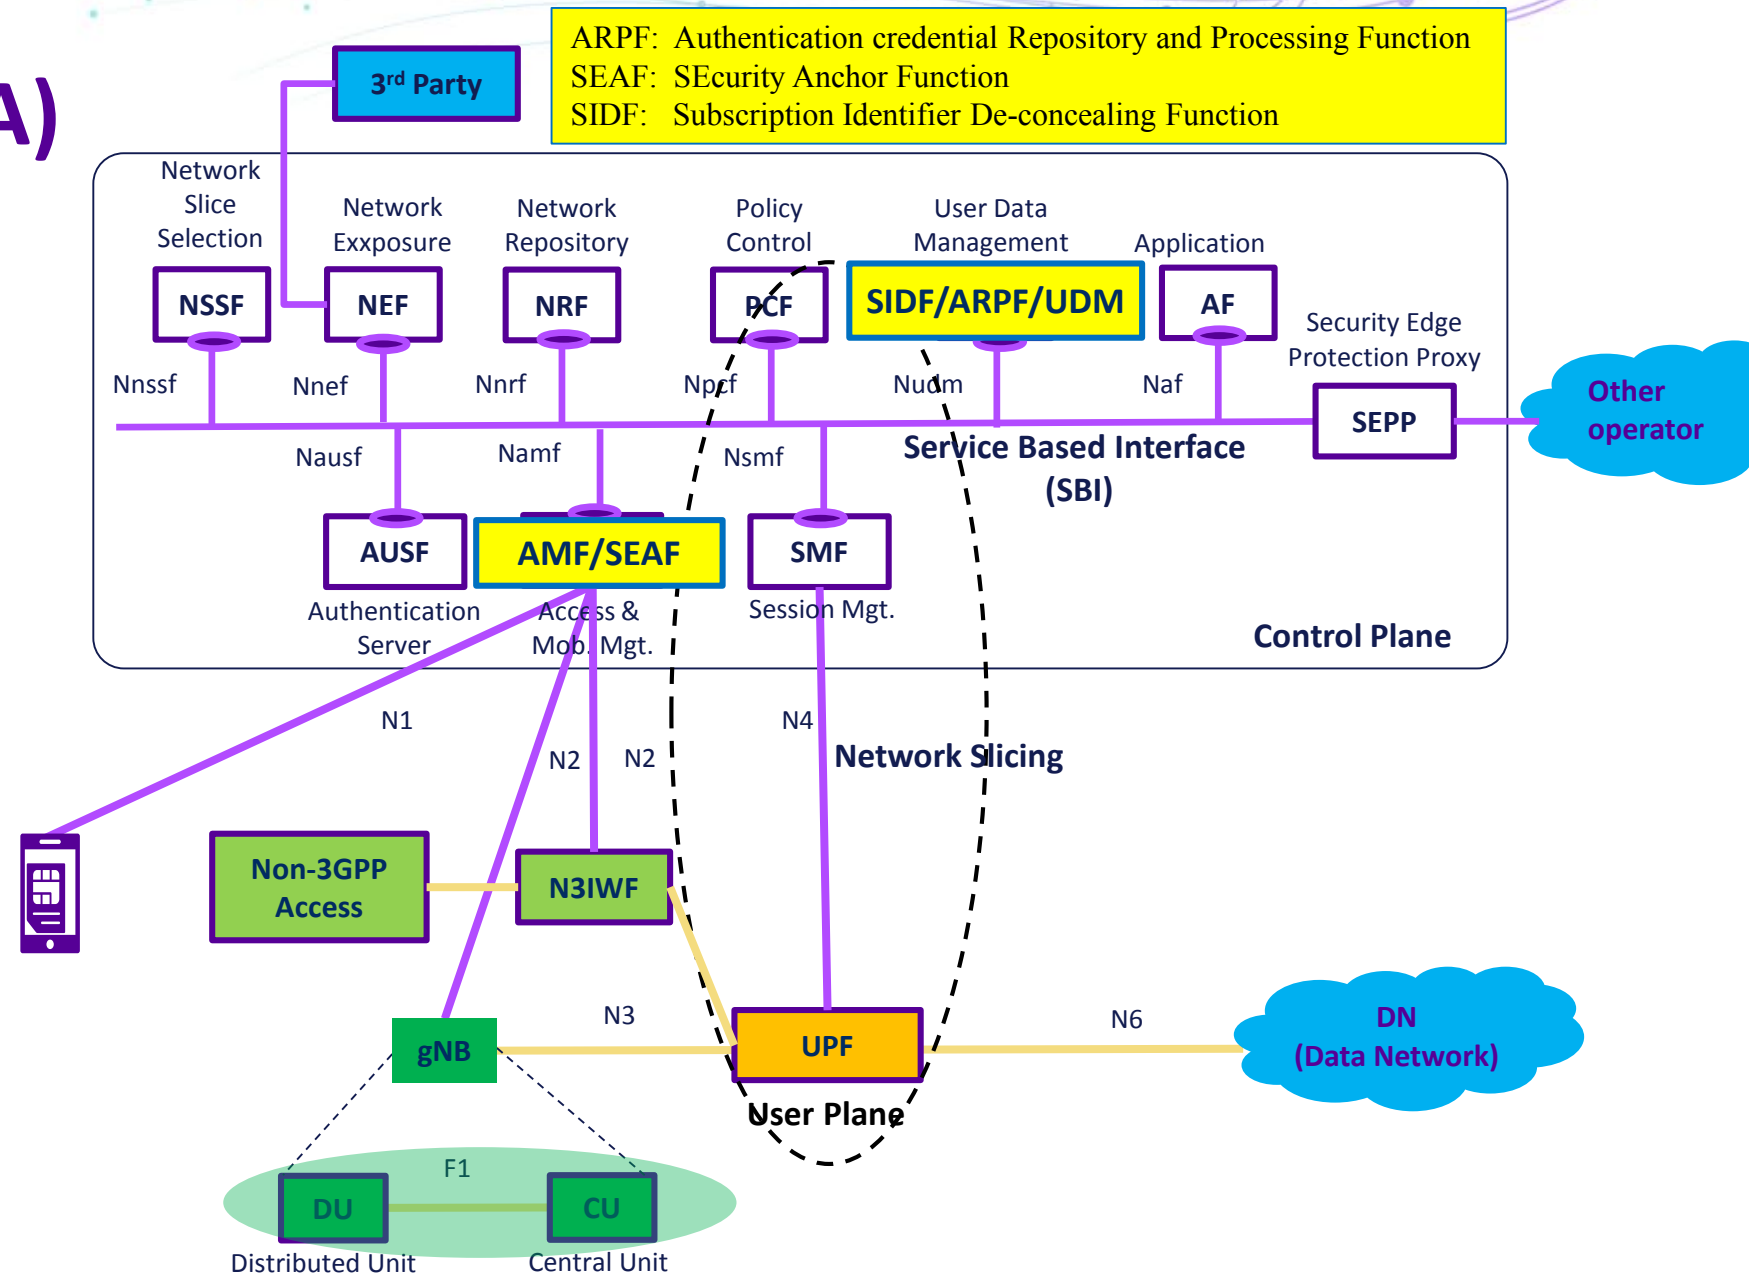 A)
ARPF: Authentication credential Repository and Processing Function
SEAF: SEcurity Anchor Function
SIDF: Subscription Identifier De-concealing Function
3rd Party
Network
Slice
Selection
Network
Exxposure
Network
Repository
Policy
Control
User Data
Management
Application
NSSF
NEF
NRF
PCF
SIDF/ARPF/UDM
AF
Security Edge
Protection Proxy
Nnssf
Nnef
Nnrf
Npcf
Nudm
Naf
SEPP
Other
operator
Nausf
Namf
Nsmf
Service Based Interface
(SBI)
AUSF
AMF/SEAF
SMF
Authentication
Server
Access &
Mob. Mgt.
Session Mgt.
Control Plane
N1
N2
N2
N4
Network Slicing
Non-3GPP
Access
N3IWF
gNB
N3
UPF
N6
DN
(Data Network)
User Plane
F1
DU
CU
Distributed Unit
Central Unit